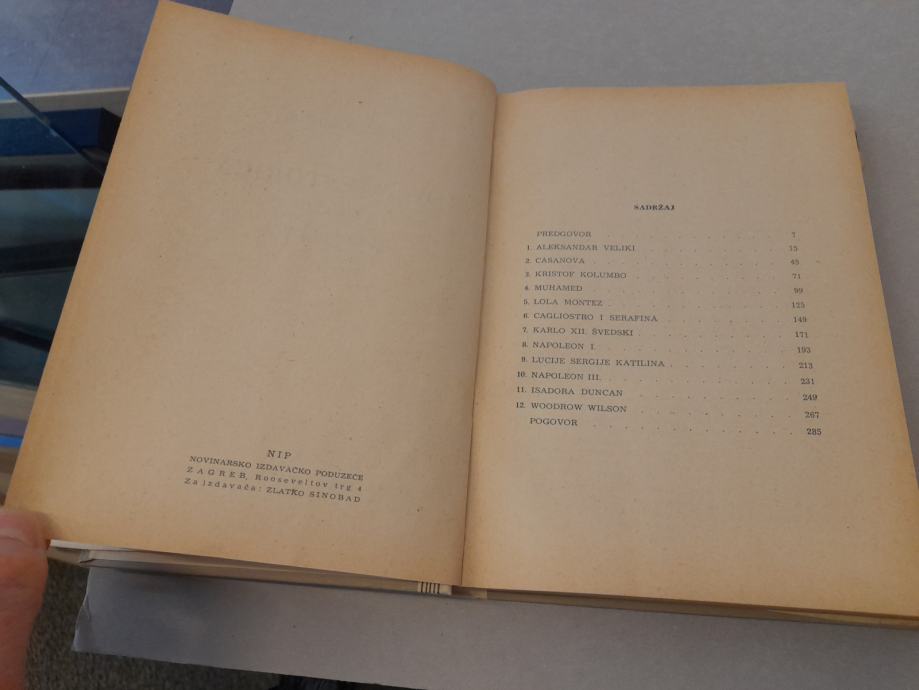 NIP
NOVINARSKO IZDAVAČKO PODUZEĆE
ZAGREB, Rooseveltov trg 4
Za izdavača: ZLATKO SINOBAD
SADRŽAJ
PREDGOVOR . . . . . . . . . . 7
1. ALEKSANDAR VELIKI . . . . . . . . . . 15
2. CASANOVA . . . . . . . . . . 45
3. KRISTOF KOLUMBO . . . . . . . . . . 71
4. MUHAMED . . . . . . . . . . 99
5. LOLA MONTEZ . . . . . . . . . . 125
6. CAGLIOSTRO I SERAFINA . . . . . . . . . . 149
7. KARLO XII. ŠVEDSKI . . . . . . . . . . 171
8. NAPOLEON I. . . . . . . . . . . 193
9. LUCIJE SERGIJE KATILINA . . . . . . . . . . 213
10. NAPOLEON III. . . . . . . . . . . 231
11. ISADORA DUNCAN . . . . . . . . . . 249
12. WOODROW WILSON . . . . . . . . . . 267
POGOVOR . . . . . . . . . . 285